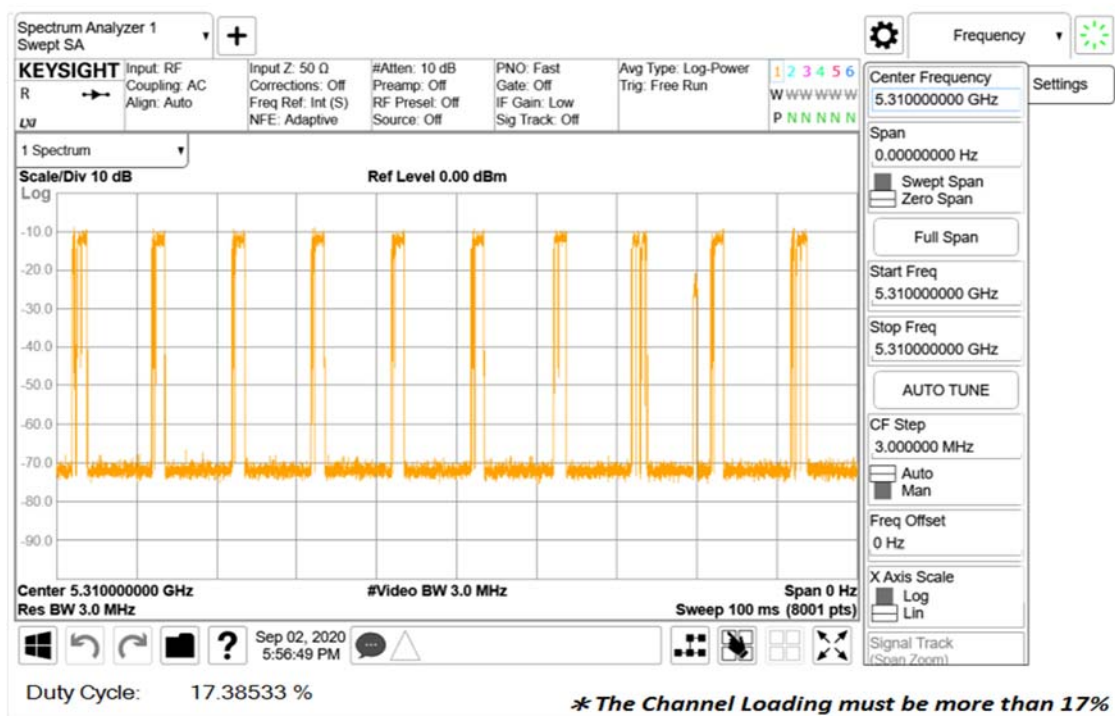 Spectrum Analyzer 1
Swept SA
Frequency
KEYSIGHT
R
LXI
Input: RF
Coupling: AC
Align: Auto
Input Z: 50 Ω
Corrections: Off
Freq Ref: Int (S)
NFE: Adaptive
#Atten: 10 dB
Preamp: Off
RF Presel: Off
Source: Off
PNO: Fast
Gate: Off
IF Gain: Low
Sig Track: Off
Avg Type: Log-Power
Trig: Free Run
1 2 3 4 5 6
W W W W W W
P N N N N N
Settings
1 Spectrum
Scale/Div 10 dB
Ref Level 0.00 dBm
Log
-10.0
-20.0
-30.0
-40.0
-50.0
-60.0
-70.0
-80.0
-90.0
Center 5.310000000 GHz
#Video BW 3.0 MHz
Span 0 Hz
Res BW 3.0 MHz
Sweep 100 ms (8001 pts)
Center Frequency
5.310000000 GHz
Span
0.00000000 Hz
Swept Span
Zero Span
Full Span
Start Freq
5.310000000 GHz
Stop Freq
5.310000000 GHz
AUTO TUNE
CF Step
3.000000 MHz
Auto
Man
Freq Offset
0 Hz
X Axis Scale
Log
Lin
Signal Track
(Span Zoom)
?
Sep 02, 2020
5:56:49 PM
Duty Cycle: 17.38533 %
* The Channel Loading must be more than 17%